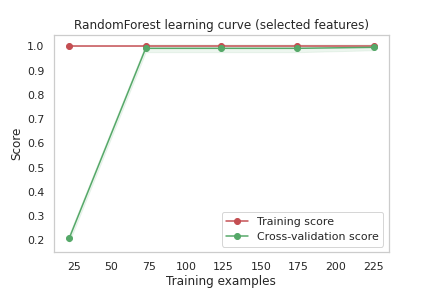 RandomForest learning curve (selected features)
1.0
0.9
0.8
0.7
0.6
0.5
0.4
0.3
0.2
Score
Training score
Cross-validation score
25 50 75 100 125 150 175 200 225
Training examples